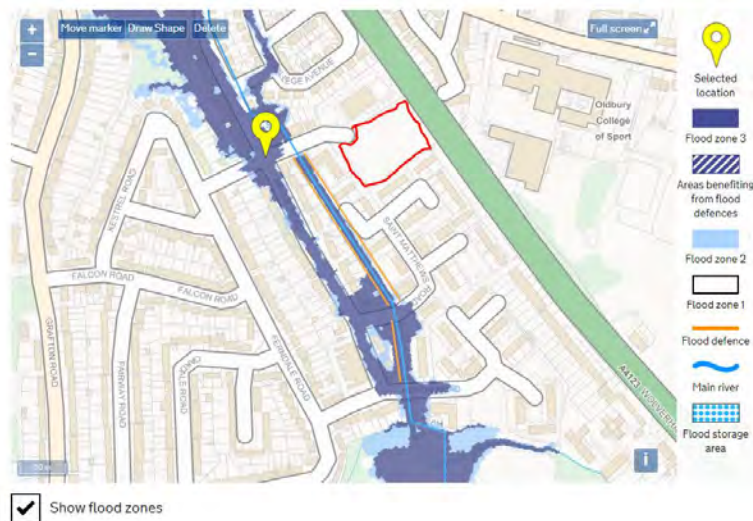 +
−
Move marker
Draw Shape
Delete
Full screen
KESTREL ROAD
FALCON ROAD
FALCON ROAD
GRAFTON ROAD
FAIRWAY ROAD
FERNDALE ROAD
SAINT MATTHEWS
ROAD
Oldbury
College
of Sport
i
Selected
location
Flood zone 3
Areas benefiting
from flood
defences
Flood zone 2
Flood zone 1
Flood defence
Main river
Flood storage
area
Show flood zones